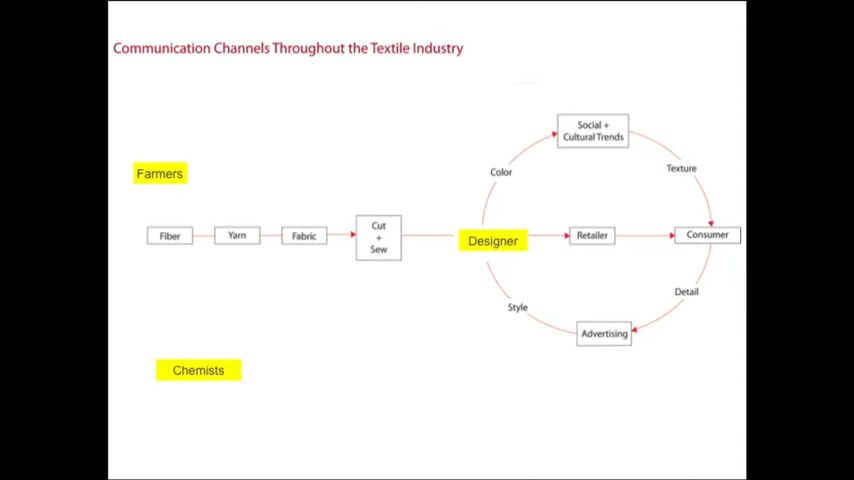 Communication Channels Throughout the Textile Industry
Social +
Cultural Trends
Color
Texture
Farmers
Fiber
Yarn
Fabric
Cut
+
Sew
Designer
Retailer
Consumer
Style
Detail
Advertising
Chemists